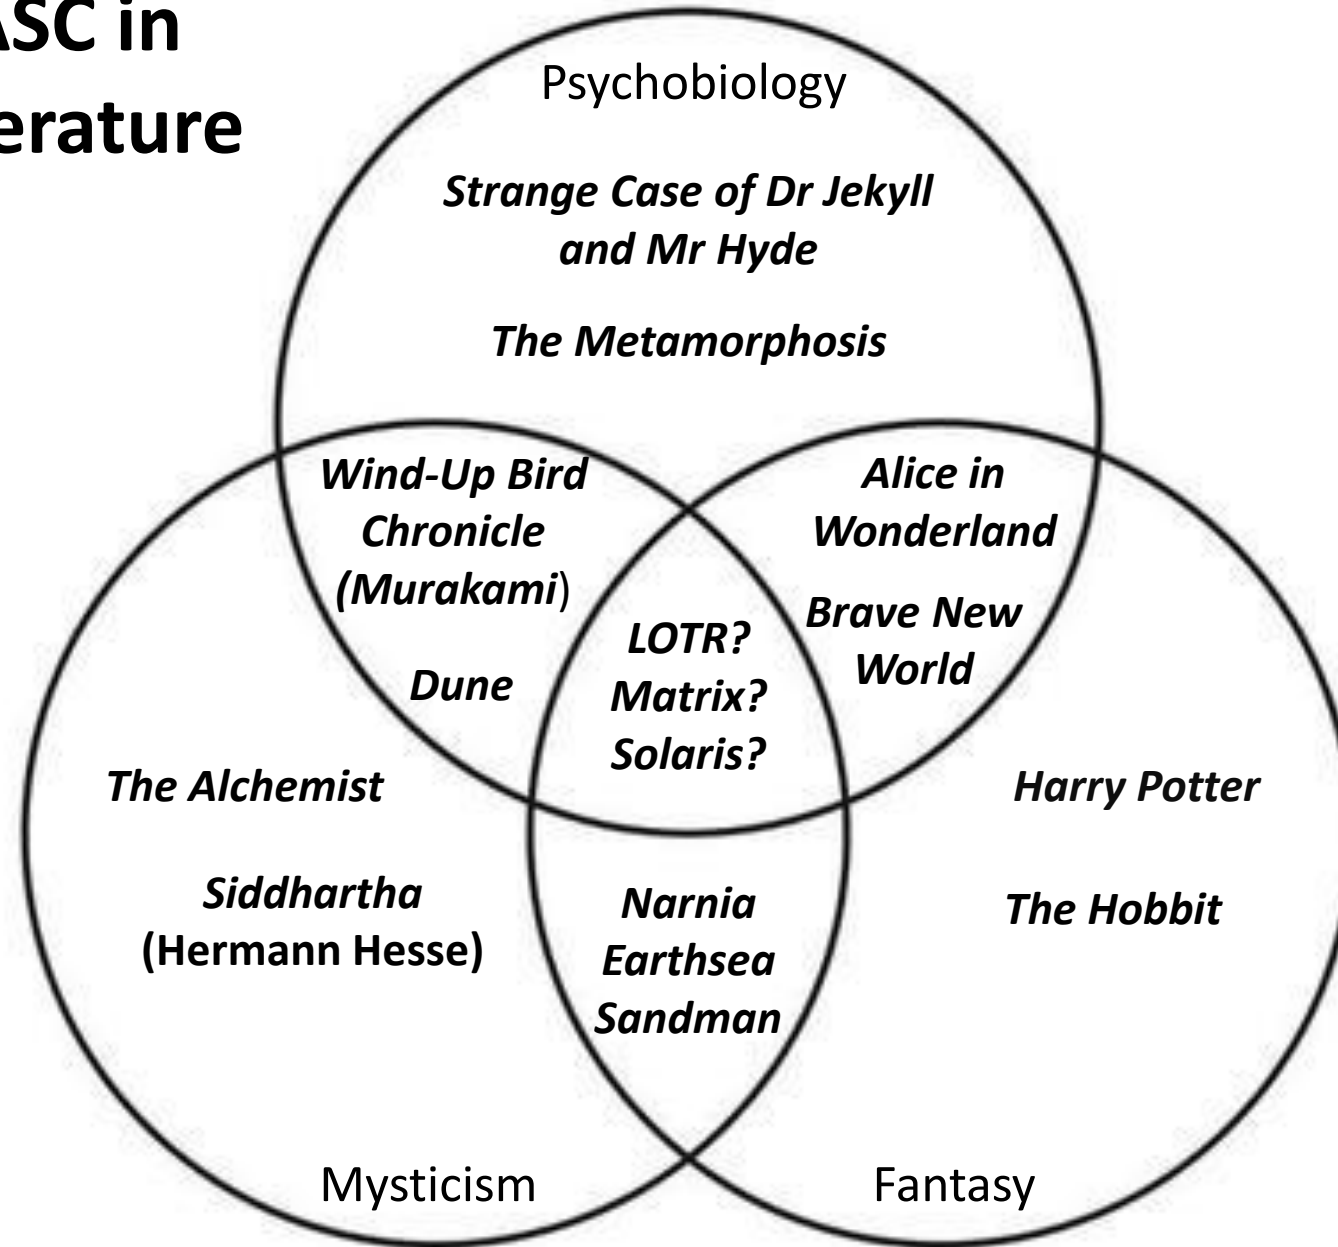 ASC in
erature
Psychobiology
Strange Case of Dr Jekyll
and Mr Hyde
The Metamorphosis
Wind-Up Bird
Chronicle
(Murakami)
Dune
Alice in
Wonderland
Brave New
World
LOTR?
Matrix?
Solaris?
The Alchemist
Siddhartha
(Hermann Hesse)
Harry Potter
The Hobbit
Narnia
Earthsea
Sandman
Mysticism
Fantasy